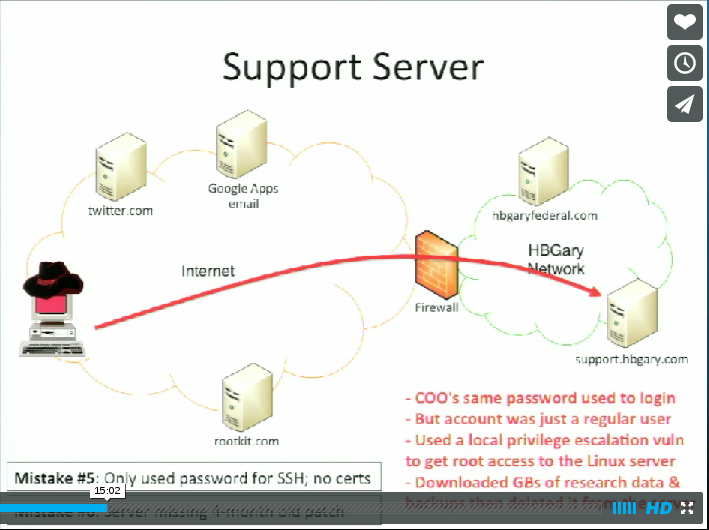 Support Server
Google Apps
email
twitter.com
hbgaryfederal.com
HBGary
Network
Internet
Firewall
support.hbgary.com
rootkit.com
- COO's same password used to login
- But account was just a regular user
- Used a local privilege escalation vuln
to get root access to the Linux server
- Downloaded GBs of research data &
backups then deleted it from the
Mistake #5: Only used password for SSH; no certs
15:02
HD
Mistake #6: Server missing 4-month old patch